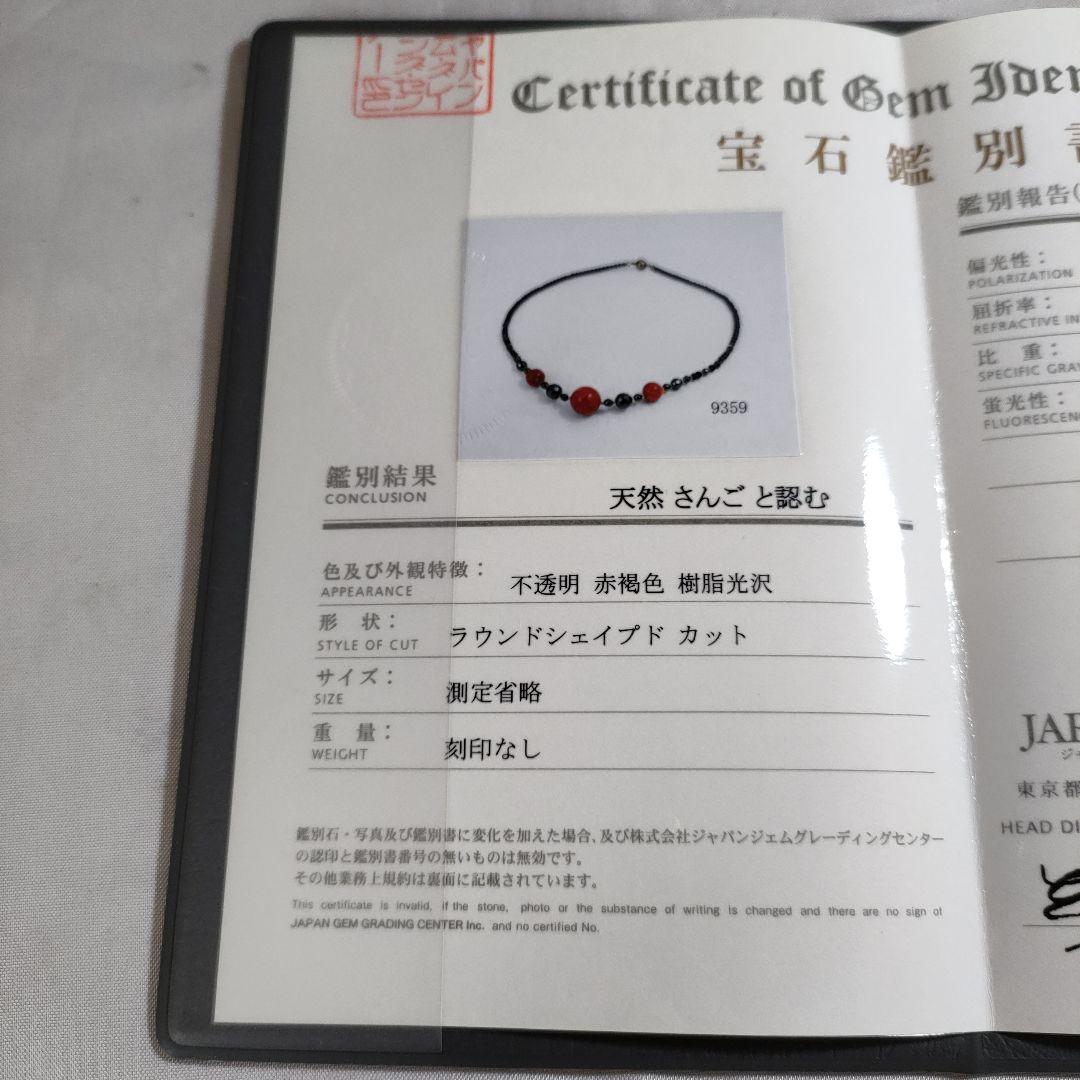 Certificate of Gem
宝石鑑別
9359
鑑別結果
CONCLUSION
天然 さんご と認む
色及び外観特徴:
APPEARANCE
不透明 赤褐色 樹脂光沢
形 状:
STYLE OF CUT
ラウンドシェイプド カット
サイズ:
SIZE
測定省略
重 量:
WEIGHT
刻印なし
鑑別石・写真及び鑑別書に変化を加えた場合、及び株式会社ジャパンジェムグレーディングセンター
の認印と鑑別書番号の無いものは無効です。
その他業務上規約は裏面に記載されています。
This certificate is invalid, if the stone, photo or the substance of writing is changed and there are no sign of
JAPAN GEM GRADING CENTER Inc. and no certified No.
鑑別報告(
偏光性:
POLARIZATION
屈折率:
REFRACTIVE IN
比 重:
SPECIFIC GRA
蛍光性:
FLUORESCEN
東京都
HEAD DI